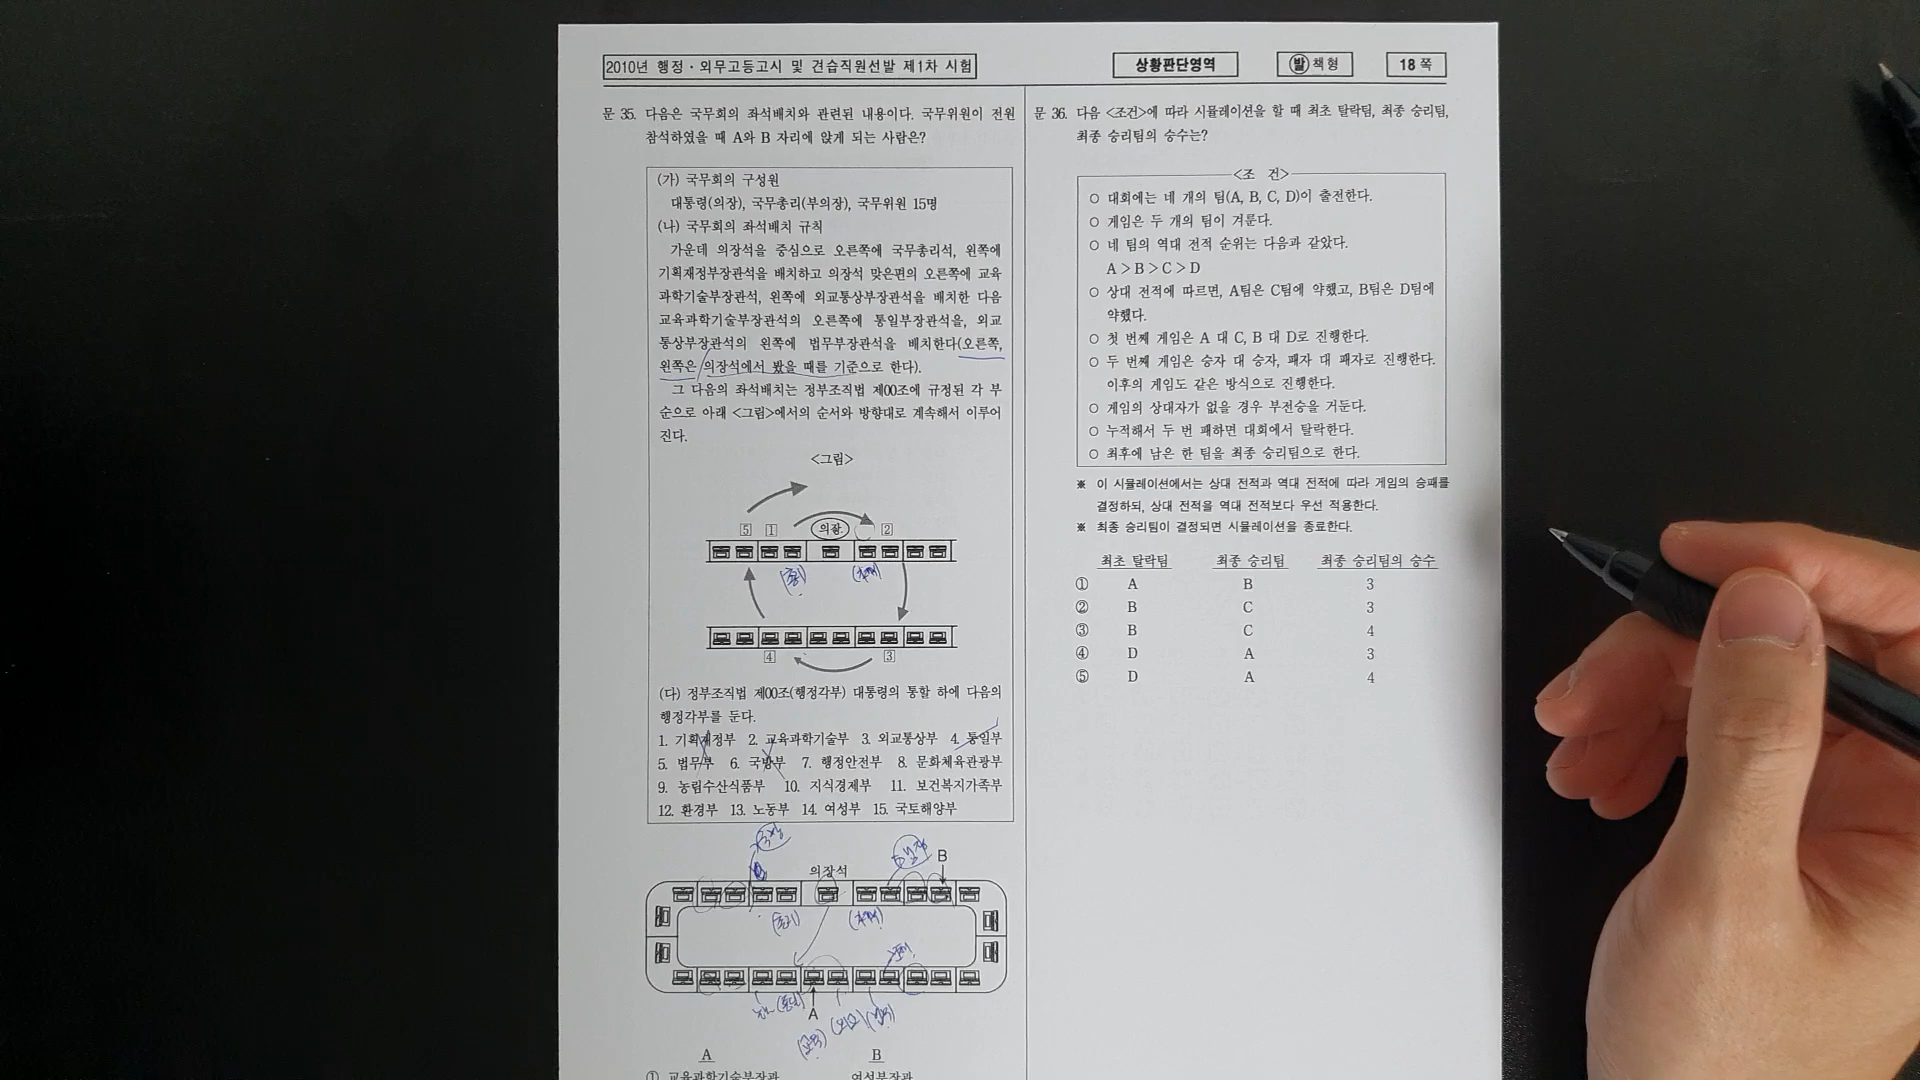 2010년 행정·외무고등고시 및 견습직원선발 제1차 시험
상황판단영역
발 책형
18 쪽
문 35. 다음은 국무회의 좌석배치와 관련된 내용이다. 국무위원이 전원
참석하였을 때 A와 B 자리에 앉게 되는 사람은?
(가) 국무회의 구성원
대통령(의장), 국무총리(부의장), 국무위원 15명
(나) 국무회의 좌석배치 규칙
가운데 의장석을 중심으로 오른쪽에 국무총리석, 왼쪽에
기획재정부장관석을 배치하고 의장석 맞은편의 오른쪽에 교육
과학기술부장관석, 왼쪽에 외교통상부장관석을 배치한 다음
교육과학기술부장관석의 오른쪽에 통일부장관석을, 외교
통상부장관석의 왼쪽에 법무부장관석을 배치한다(오른쪽,
왼쪽은 의장석에서 봤을 때를 기준으로 한다).
그 다음의 좌석배치는 정부조직법 제00조에 규정된 각 부
순으로 아래 <그림>에서의 순서와 방향대로 계속해서 이루어
진다.
<그림>
5 1 의장 2
(총리)
4 3
(다) 정부조직법 제00조(행정각부) 대통령의 통할 하에 다음의
행정각부를 둔다.
1. 기획재정부 2. 교육과학기술부 3. 외교통상부 4. 통일부
5. 법무부 6. 국방부 7. 행정안전부 8. 문화체육관광부
9. 농림수산식품부 10. 지식경제부 11. 보건복지가족부
12. 환경부 13. 노동부 14. 여성부 15. 국토해양부
국방
의장석
B
(총리)
(통일)
A
(교육) (외교) (법무)
A B
① 교육과학기술부장관 여성부장관
문 36. 다음 <조건>에 따라 시뮬레이션을 할 때 최초 탈락팀, 최종 승리팀,
최종 승리팀의 승수는?
<조 건>
○ 대회에는 네 개의 팀(A, B, C, D)이 출전한다.
○ 게임은 두 개의 팀이 겨룬다.
○ 네 팀의 역대 전적 순위는 다음과 같았다.
A > B > C > D
○ 상대 전적에 따르면, A팀은 C팀에 약했고, B팀은 D팀에
약했다.
○ 첫 번째 게임은 A 대 C, B 대 D로 진행한다.
○ 두 번째 게임은 승자 대 승자, 패자 대 패자로 진행한다.
이후의 게임도 같은 방식으로 진행한다.
○ 게임의 상대자가 없을 경우 부전승을 거둔다.
○ 누적해서 두 번 패하면 대회에서 탈락한다.
○ 최후에 남은 한 팀을 최종 승리팀으로 한다.
※ 이 시뮬레이션에서는 상대 전적과 역대 전적에 따라 게임의 승패를
결정하되, 상대 전적을 역대 전적보다 우선 적용한다.
※ 최종 승리팀이 결정되면 시뮬레이션을 종료한다.
최초 탈락팀 최종 승리팀 최종 승리팀의 승수
① A B 3
② B C 3
③ B C 4
④ D A 3
⑤ D A 4